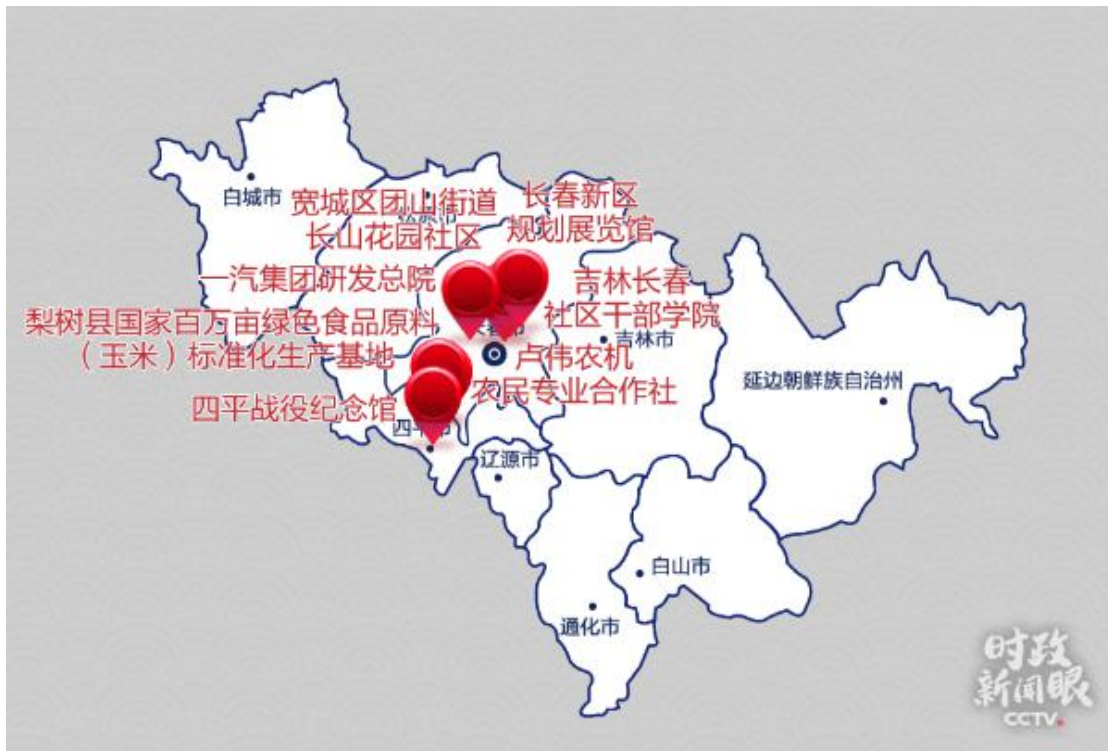 白城市
宽城区团山街道
长山花园社区
长春新区
规划展览馆
一汽集团研发总院
吉林长春
社区干部学院
梨树县国家百万亩绿色食品原料
（玉米）标准化生产基地
吉林市
卢伟农机
农民专业合作社
延边朝鲜族自治州
四平战役纪念馆
辽源市
白山市
通化市
时政
新闻眼
CCTV